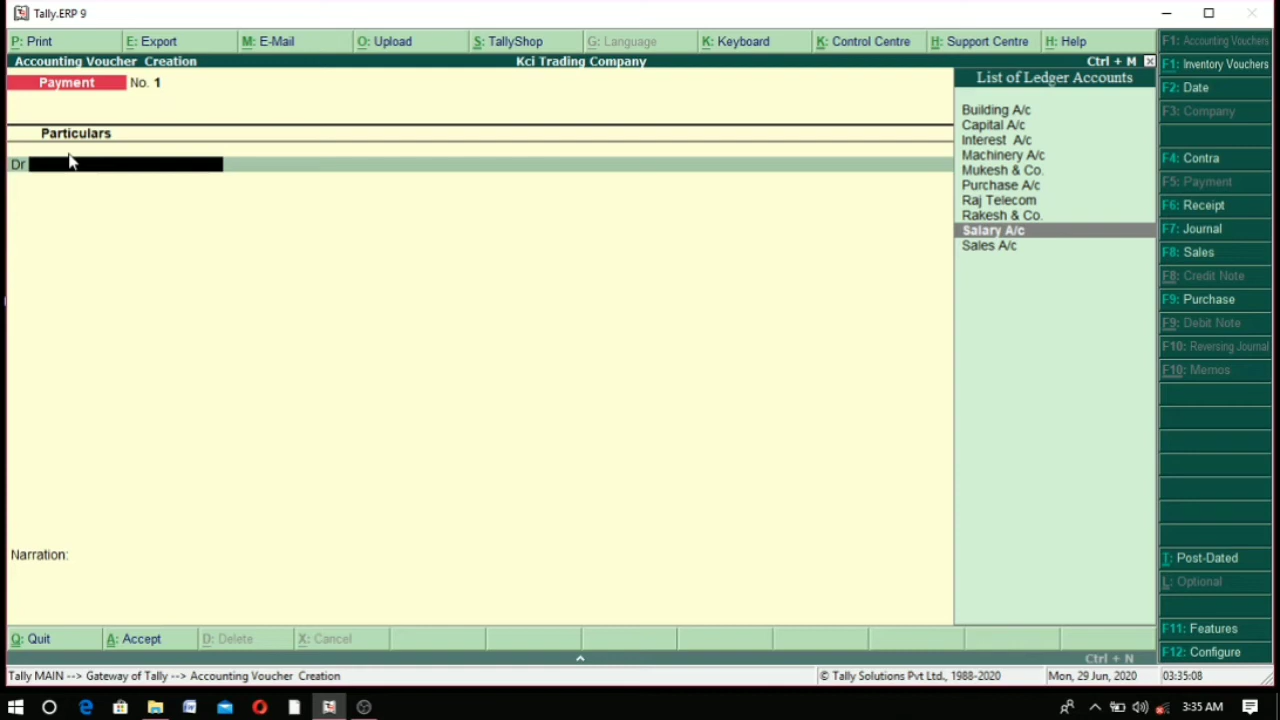 Tally.ERP 9
P: Print E: Export M: E-Mail O: Upload S: TallyShop G: Language K: Keyboard K: Control Centre H: Support Centre H: Help
F1: Accounting Vouchers
Accounting Voucher Creation Kci Trading Company Ctrl + M
F1: Inventory Vouchers
Payment No. 1
List of Ledger Accounts
F2: Date
F3: Company
Particulars
Dr
Building A/c
Capital A/c
Interest A/c
Machinery A/c
Mukesh & Co.
Purchase A/c
Raj Telecom
Rakesh & Co.
Salary A/c
Sales A/c
F4: Contra
F5: Payment
F6: Receipt
F7: Journal
F8: Sales
F8: Credit Note
F9: Purchase
F9: Debit Note
F10: Reversing Journal
F10: Memos
Narration:
T: Post-Dated
L: Optional
F11: Features
F12: Configure
Q: Quit A: Accept D: Delete X: Cancel
Ctrl + N
Tally MAIN --> Gateway of Tally --> Accounting Voucher Creation © Tally Solutions Pvt Ltd., 1988-2020 Mon, 29 Jun, 2020 03:35:08
3:35 AM